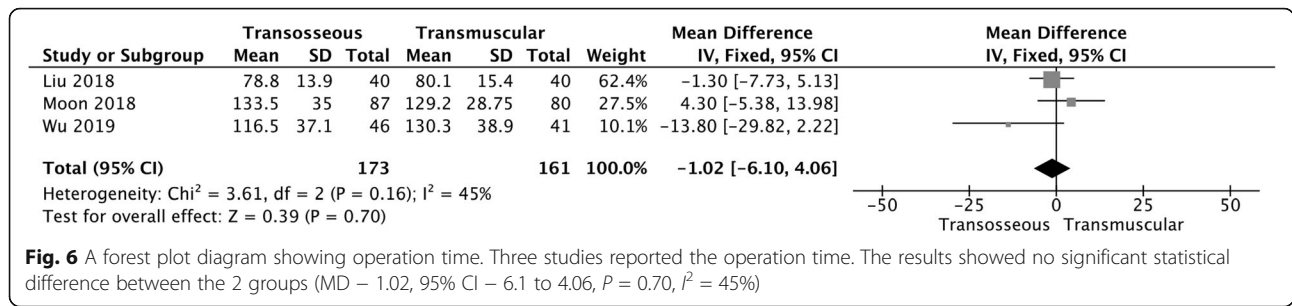 Transosseous Transmuscular Mean Difference Mean Difference
Study or Subgroup Mean SD Total Mean SD Total Weight IV, Fixed, 95% CI IV, Fixed, 95% CI
Liu 2018 78.8 13.9 40 80.1 15.4 40 62.4% −1.30 [−7.73, 5.13]
Moon 2018 133.5 35 87 129.2 28.75 80 27.5% 4.30 [−5.38, 13.98]
Wu 2019 116.5 37.1 46 130.3 38.9 41 10.1% −13.80 [−29.82, 2.22]
Total (95% CI) 173 161 100.0% −1.02 [−6.10, 4.06]
Heterogeneity: Chi² = 3.61, df = 2 (P = 0.16); I² = 45%
Test for overall effect: Z = 0.39 (P = 0.70)
−50 −25 0 25 50
Transosseous Transmuscular
Fig. 6 A forest plot diagram showing operation time. Three studies reported the operation time. The results showed no significant statistical
difference between the 2 groups (MD − 1.02, 95% CI − 6.1 to 4.06, P = 0.70, I² = 45%)